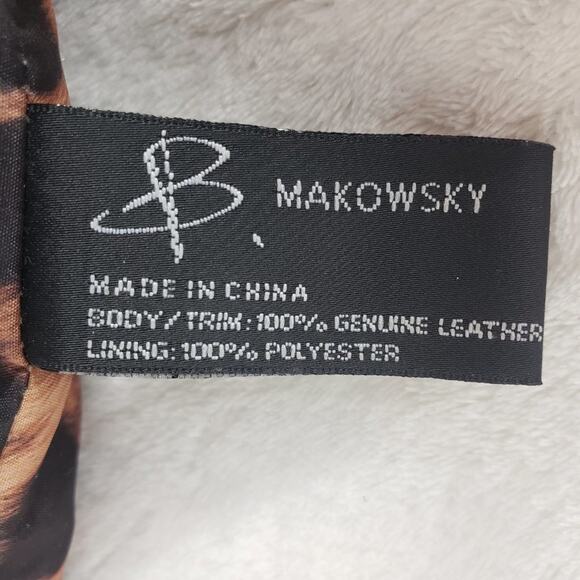 B. MAKOWSKY
MADE IN CHINA
BODY/TRIM: 100% GENUINE LEATHER
LINING: 100% POLYESTER